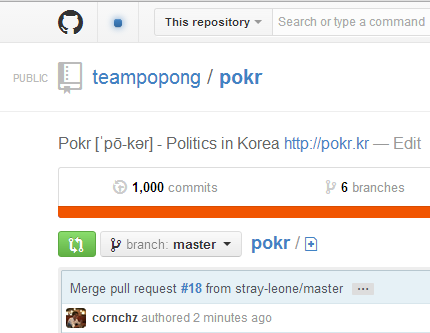 This repository Search or type a command
PUBLIC teampopong / pokr
Pokr [ˈpō-kər] - Politics in Korea http://pokr.kr — Edit
1,000 commits 6 branches
branch: master pokr /
Merge pull request #18 from stray-leone/master ...
cornchz authored 2 minutes ago